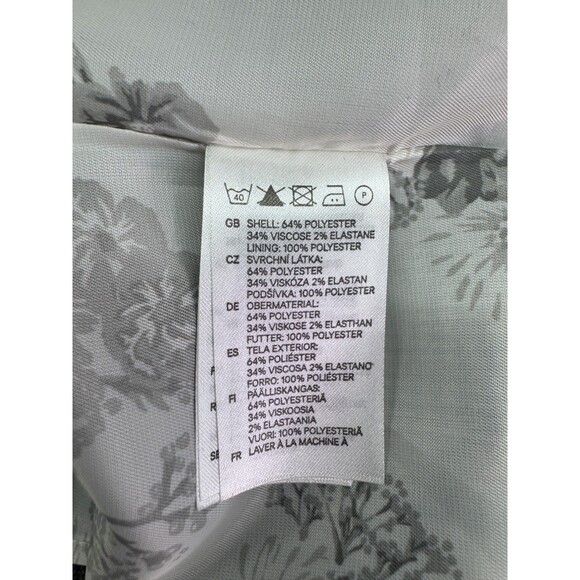 40 P
GB SHELL: 64% POLYESTER
34% VISCOSE 2% ELASTANE
LINING: 100% POLYESTER
CZ SVRCHNÍ LÁTKA:
64% POLYESTER
34% VISKÓZA 2% ELASTAN
PODŠÍVKA: 100% POLYESTER
DE OBERMATERIAL:
64% POLYESTER
34% VISKOSE 2% ELASTHAN
FUTTER: 100% POLYESTER
ES TELA EXTERIOR:
64% POLIÉSTER
34% VISCOSA 2% ELASTANO
FORRO: 100% POLIÉSTER
FI PÄÄLLISKANGAS:
64% POLYESTERIÄ
34% VISKOOSIA
2% ELASTAANIA
VUORI: 100% POLYESTERIÄ
FR LAVER À LA MACHINE À